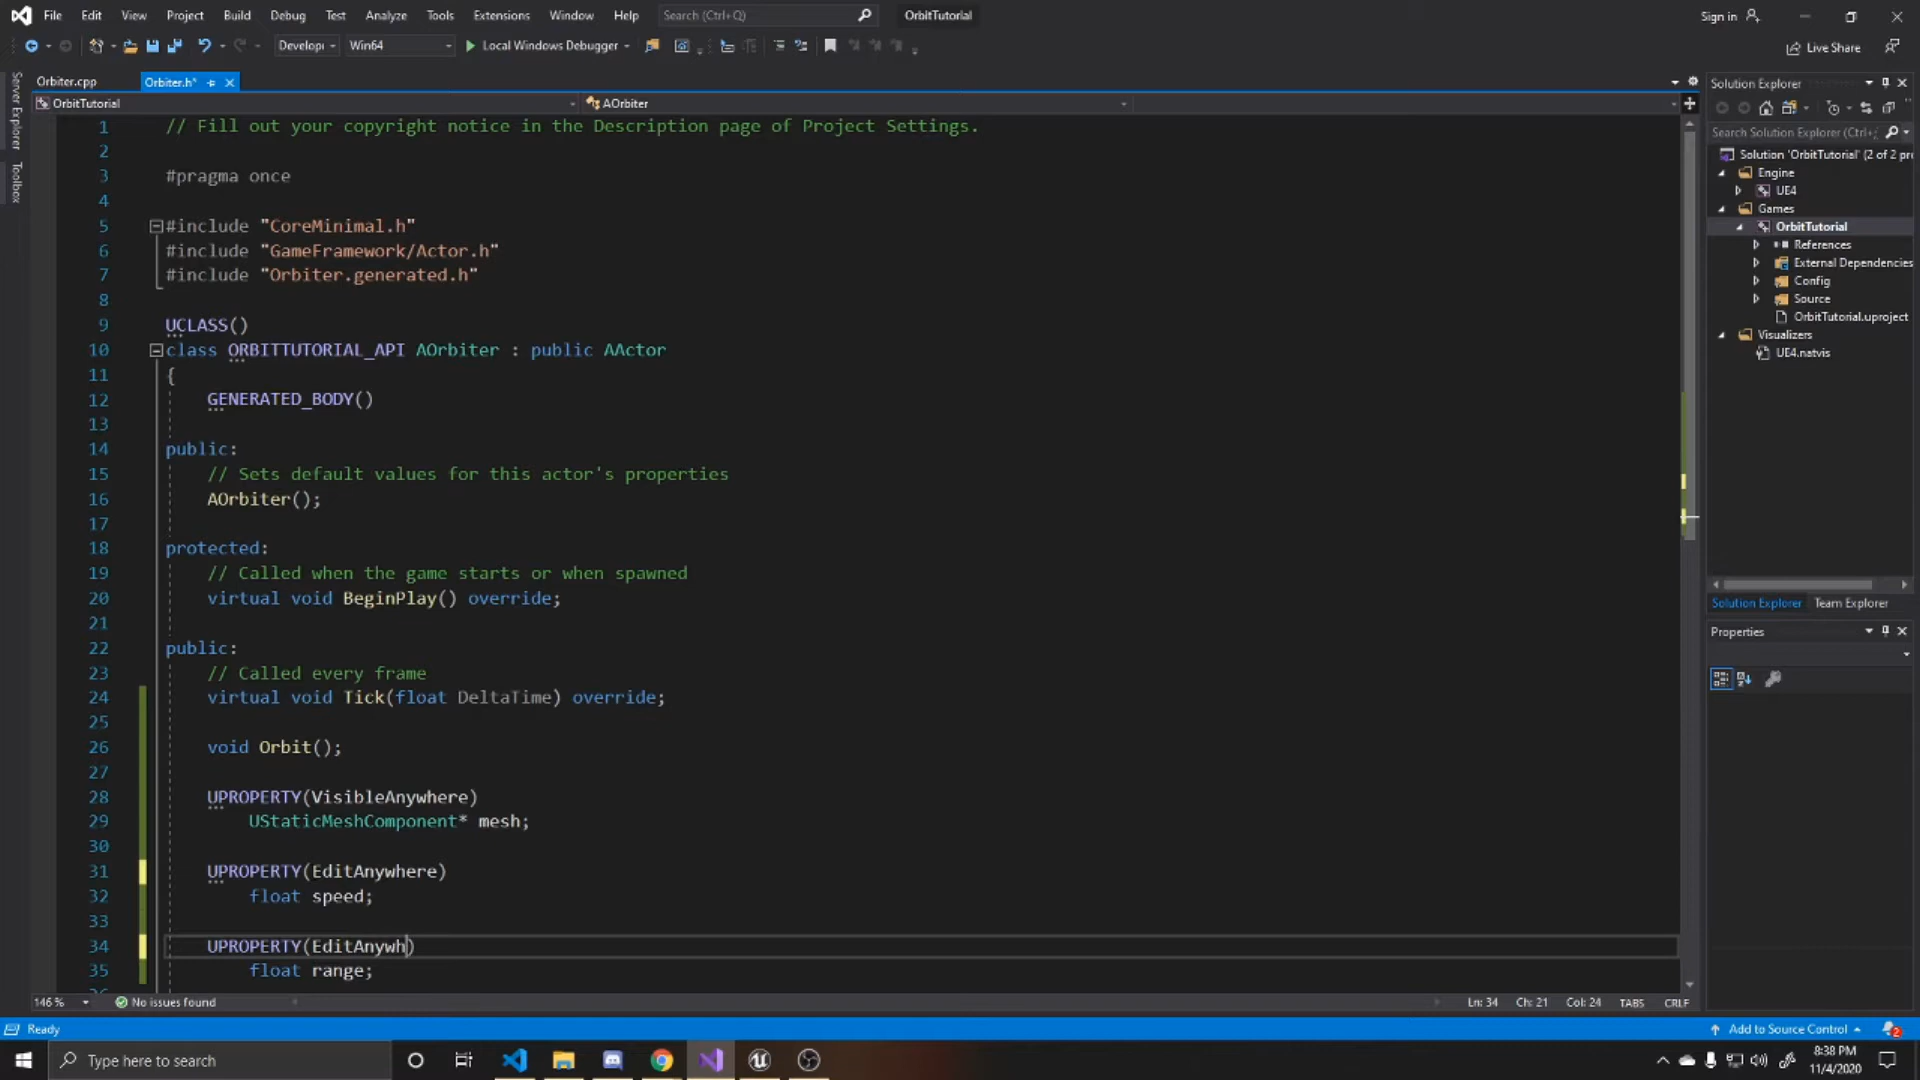 File Edit View Project Build Debug Test Analyze Tools Extensions Window Help Search (Ctrl+Q) OrbitTutorial Sign in
Develop Win64 Local Windows Debugger Live Share
Orbiter.cpp Orbiter.h*
OrbitTutorial AOrbiter
Server Explorer
Toolbox
1 // Fill out your copyright notice in the Description page of Project Settings.
2
3 #pragma once
4
5 #include "CoreMinimal.h"
6 #include "GameFramework/Actor.h"
7 #include "Orbiter.generated.h"
8
9 UCLASS()
10 class ORBITTUTORIAL_API AOrbiter : public AActor
11 {
12 GENERATED_BODY()
13
14 public:
15 // Sets default values for this actor's properties
16 AOrbiter();
17
18 protected:
19 // Called when the game starts or when spawned
20 virtual void BeginPlay() override;
21
22 public:
23 // Called every frame
24 virtual void Tick(float DeltaTime) override;
25
26 void Orbit();
27
28 UPROPERTY(VisibleAnywhere)
29 UStaticMeshComponent* mesh;
30
31 UPROPERTY(EditAnywhere)
32 float speed;
33
34 UPROPERTY(EditAnywh)
35 float range;
146 % No issues found Ln: 34 Ch: 21 Col: 24 TABS CRLF
Solution Explorer
Search Solution Explorer (Ctrl+;
Solution 'OrbitTutorial' (2 of 2 pr
Engine
UE4
Games
OrbitTutorial
References
External Dependencies
Config
Source
OrbitTutorial.uproject
Visualizers
UE4.natvis
Solution Explorer Team Explorer
Properties
Ready Add to Source Control 2
Type here to search 8:38 PM
11/4/2020